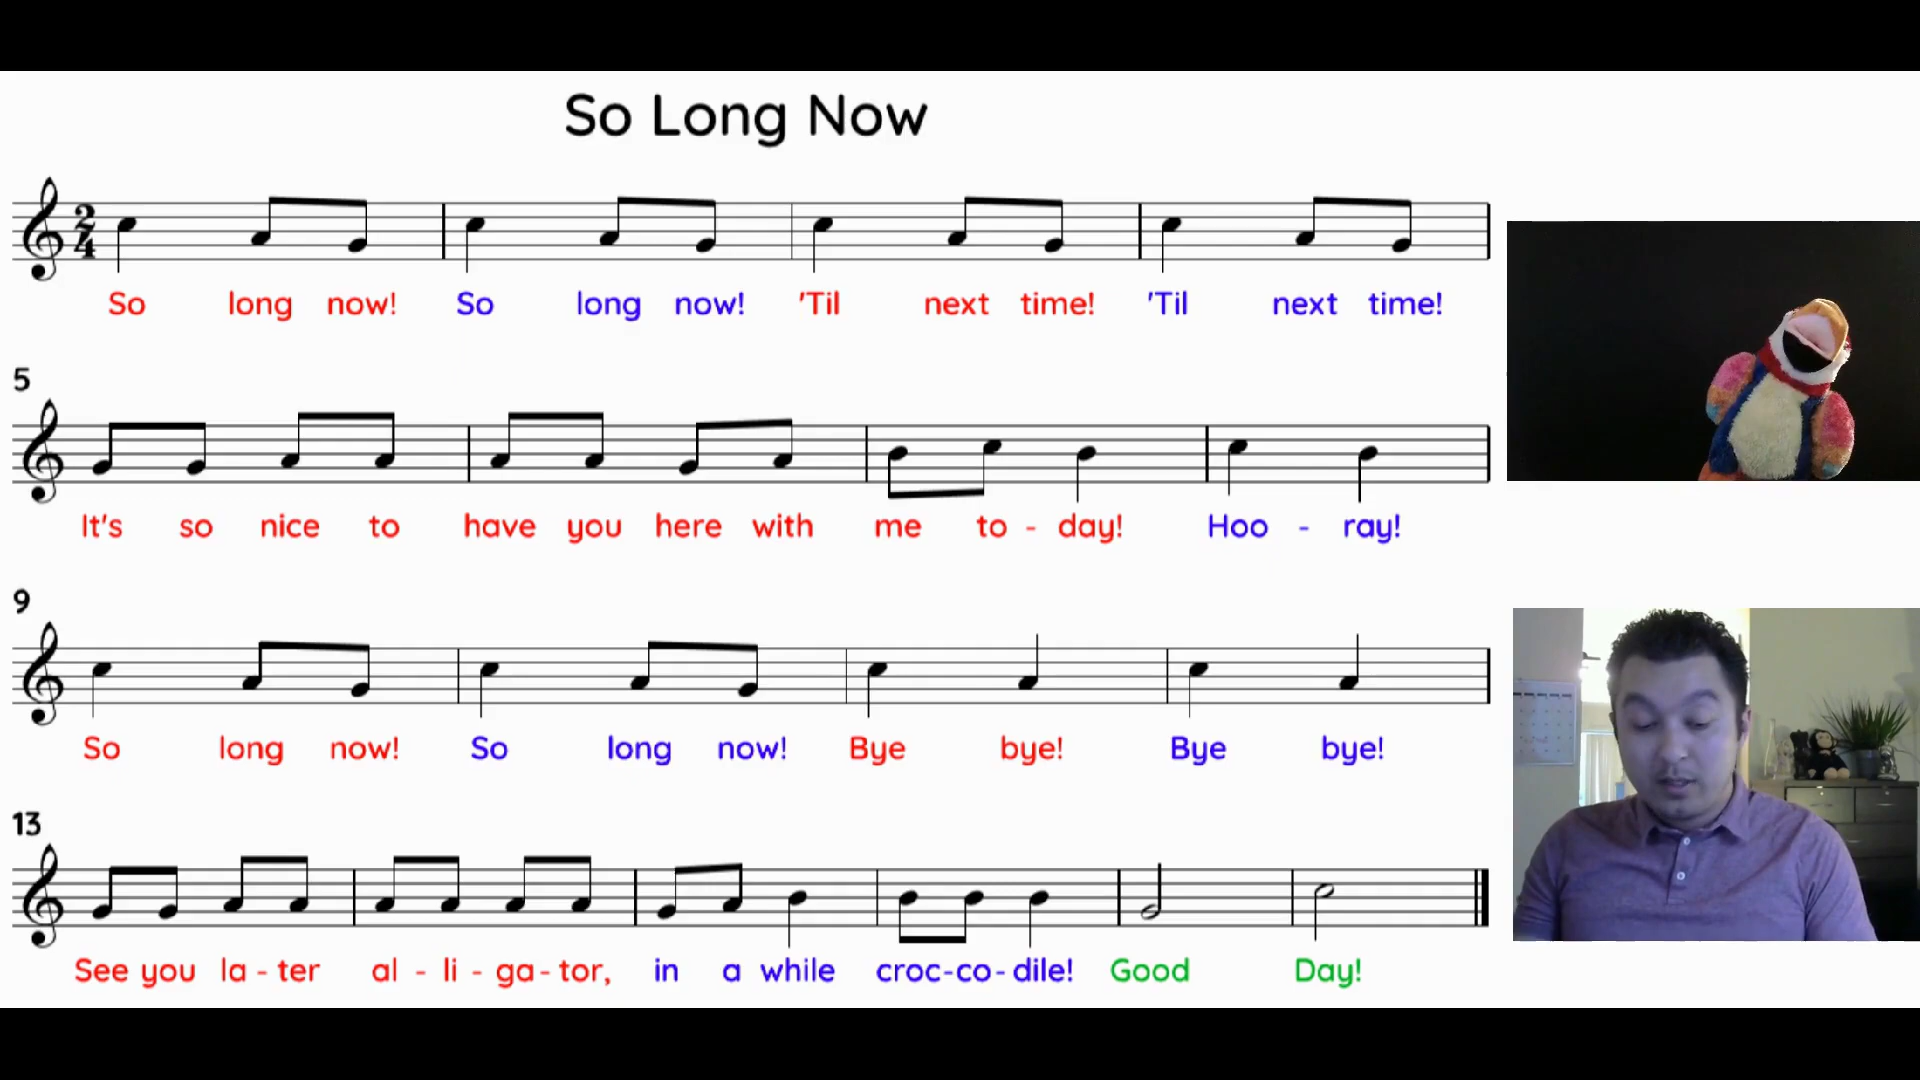 So Long Now
2
4
So long now! So long now! 'Til next time! 'Til next time!
5
It's so nice to have you here with me to - day! Hoo - ray!
9
So long now! So long now! Bye bye! Bye bye!
13
See you la - ter al - li - ga - tor, in a while croc-co-dile! Good Day!